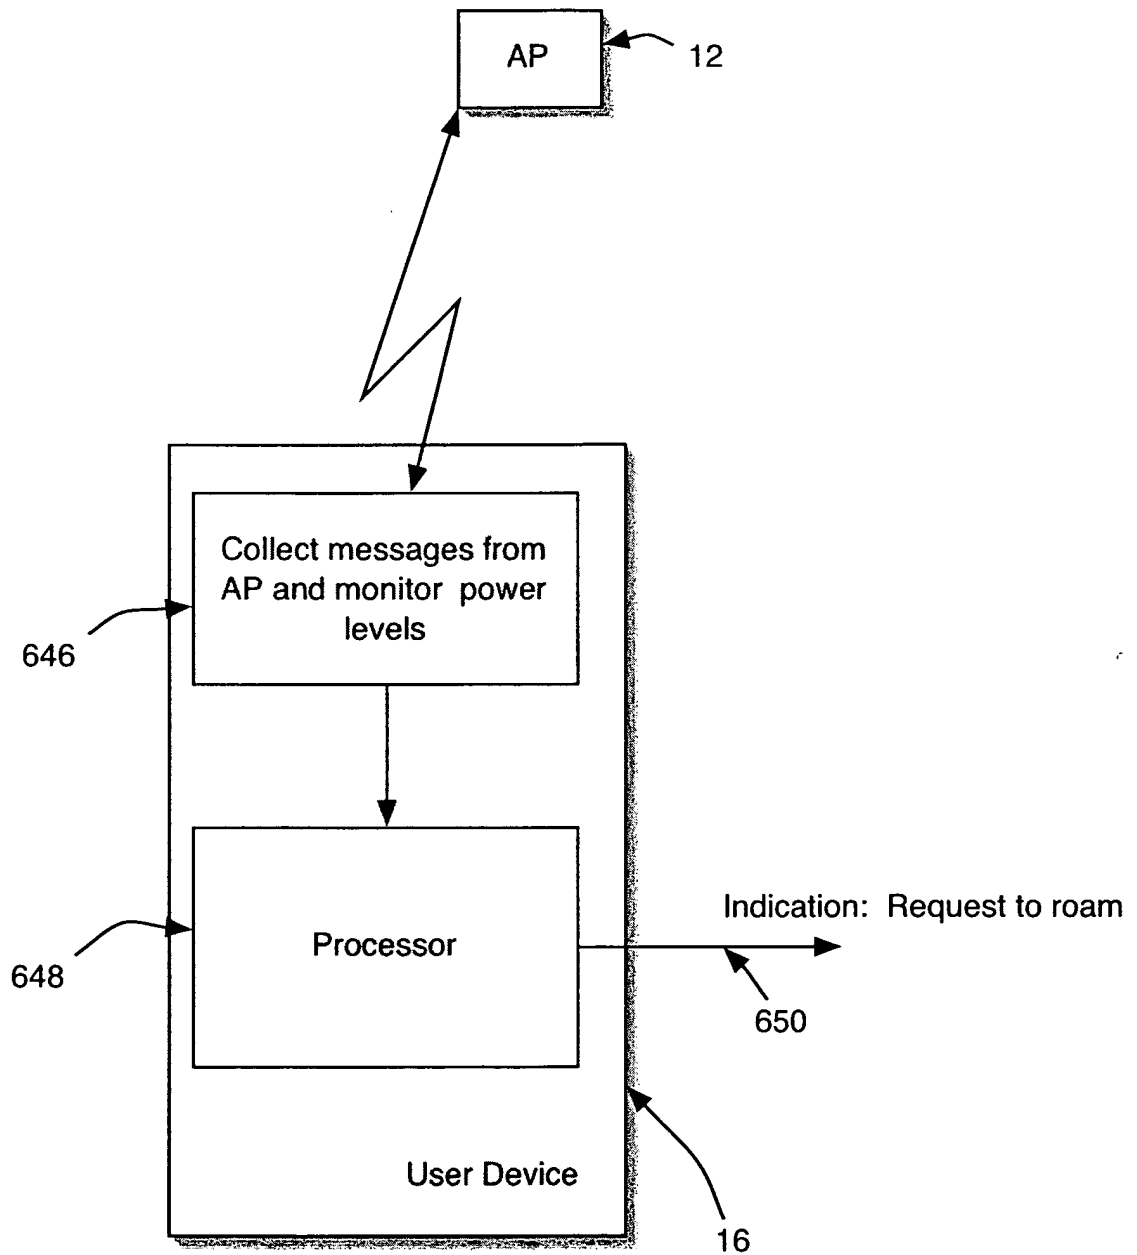 AP
12
Collect messages from
AP and monitor power
levels
646
Indication: Request to roam
Processor
648
650
User Device
16